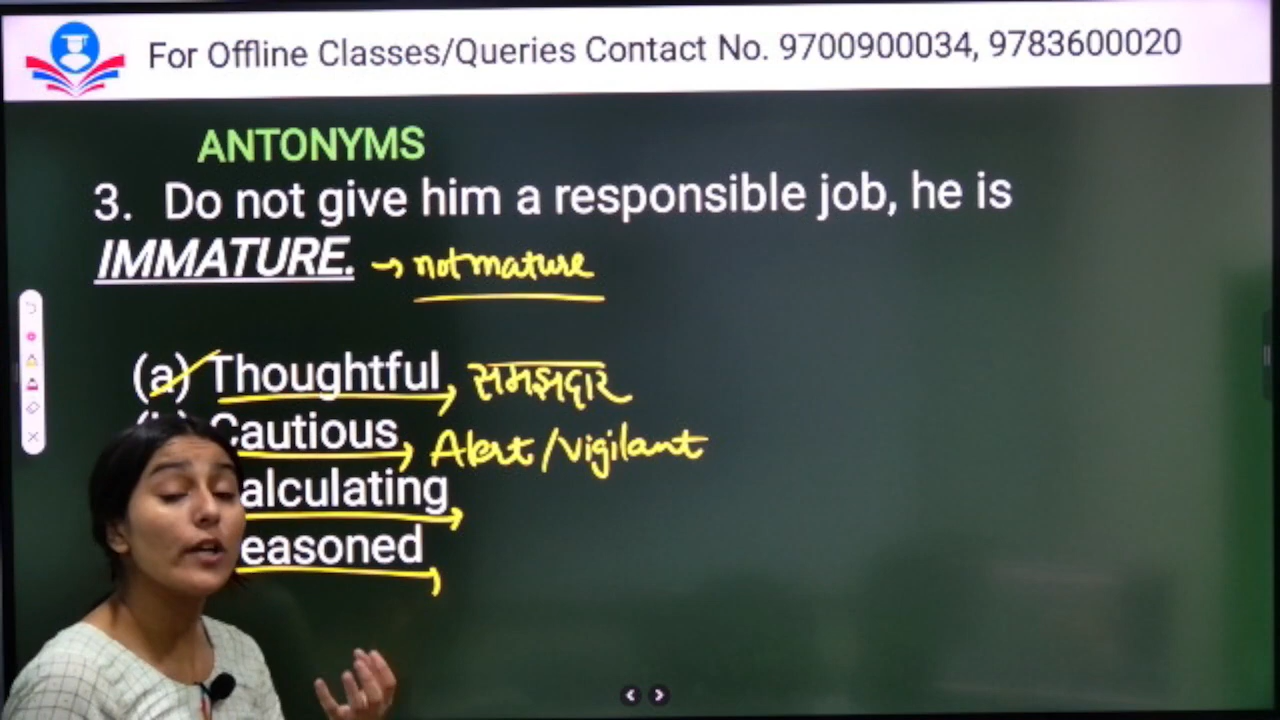 For Offline Classes/Queries Contact No. 9700900034, 9783600020
ANTONYMS
3. Do not give him a responsible job, he is
IMMATURE. → not mature
(a) Thoughtful, समझदार
Cautious, Alert/Vigilant
alculating
easoned